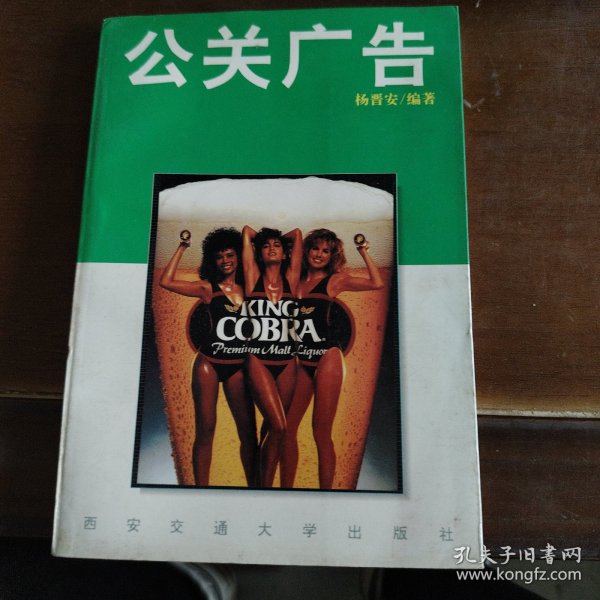 公关广告
杨晋安/编著
KING
COBRA
Premium Malt Liquor
西安交通大学出版社
孔夫子旧书网
www.kongfz.com